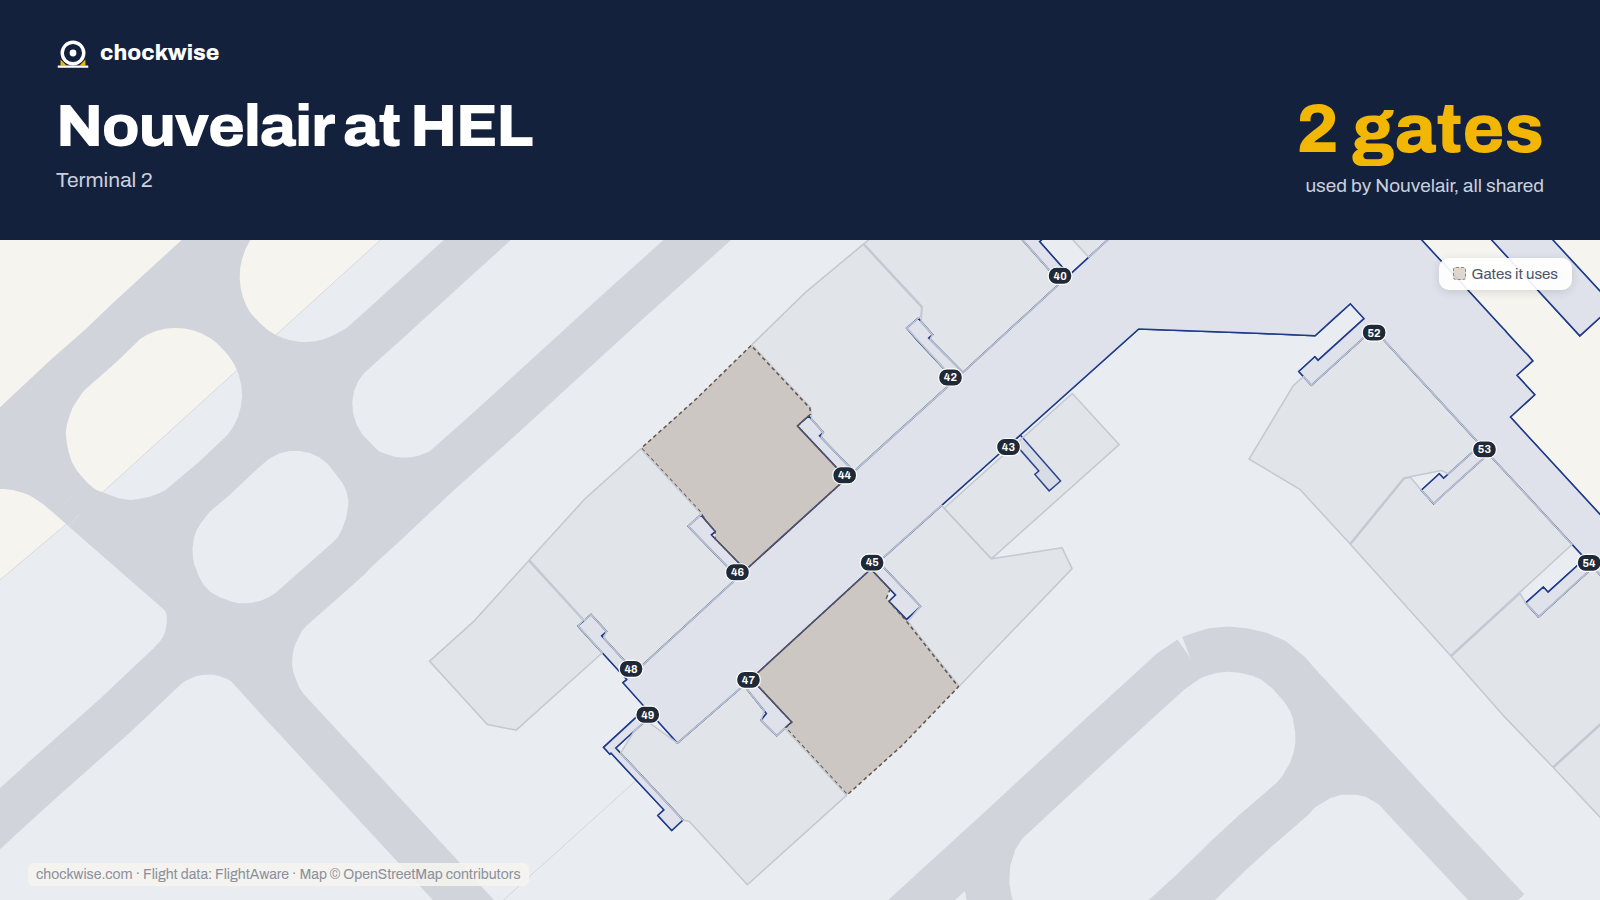 chockwise
Nouvelair at HEL
Terminal 2
2 gates
used by Nouvelair, all shared
Gates it uses
40
52
42
43
53
44
45
54
46
48
47
49
chockwise.com · Flight data: FlightAware · Map © OpenStreetMap contributors